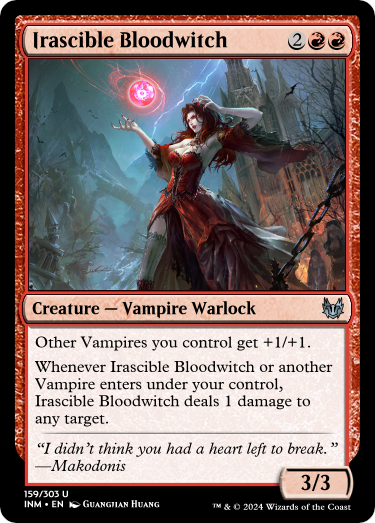 Irascible Bloodwitch 2
Creature — Vampire Warlock
Other Vampires you control get +1/+1.
Whenever Irascible Bloodwitch or another
Vampire enters under your control,
Irascible Bloodwitch deals 1 damage to
any target.
“I didn’t think you had a heart left to break.”
—Makodonis
3/3
159/303 U
INM • EN Guangjian Huang
™ & © 2024 Wizards of the Coast